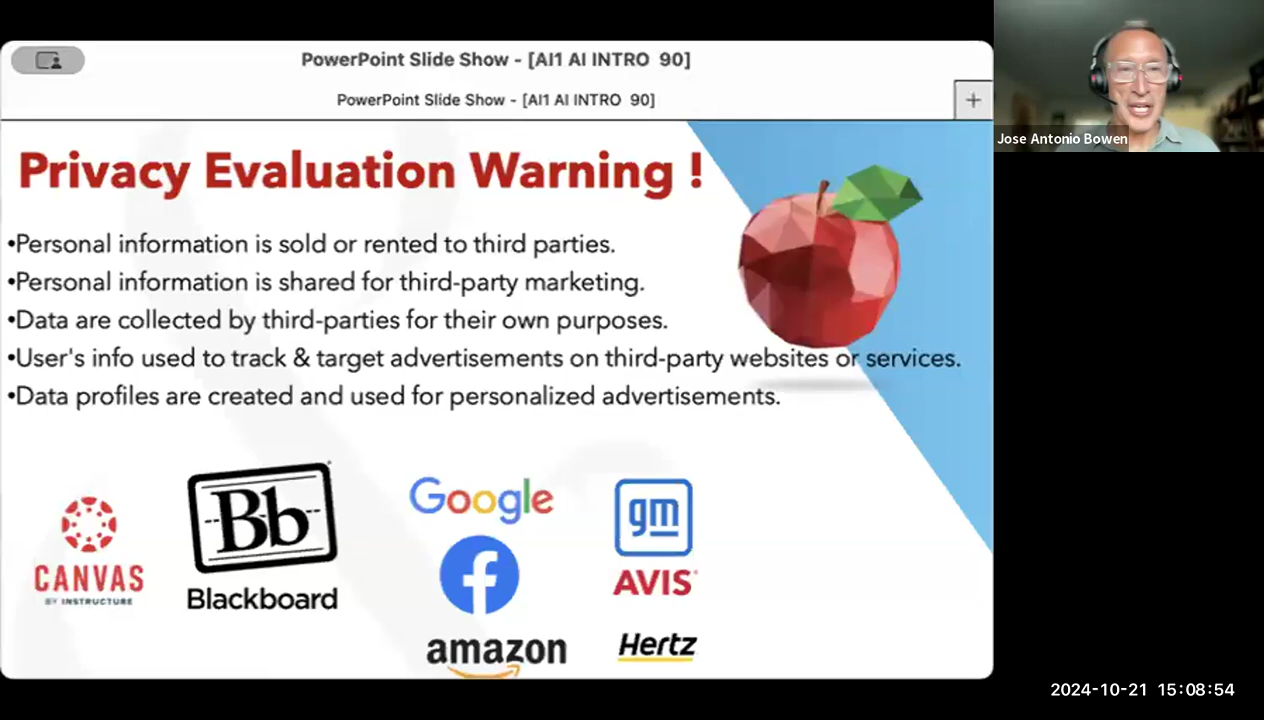 PowerPoint Slide Show - [AI1 AI INTRO 90]
PowerPoint Slide Show - [AI1 AI INTRO 90]
+
Jose Antonio Bowen
Privacy Evaluation Warning !
•Personal information is sold or rented to third parties.
•Personal information is shared for third-party marketing.
•Data are collected by third-parties for their own purposes.
•User's info used to track & target advertisements on third-party websites or services.
•Data profiles are created and used for personalized advertisements.
CANVAS
BY INSTRUCTURE
Bb
Blackboard
Google
f
amazon
gm
AVIS
Hertz
2024-10-21 15:08:54